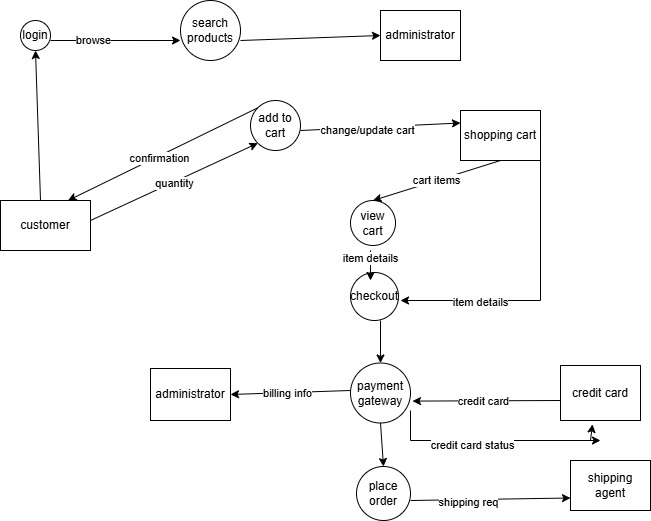 search
products
login
browse
administrator
add to
cart
change/update cart
shopping cart
confirmation
quantity
cart items
customer
view
cart
item details
checkout
item details
administrator
billing info
payment
gateway
credit card
credit card
credit card status
place
order
shipping req
shipping
agent